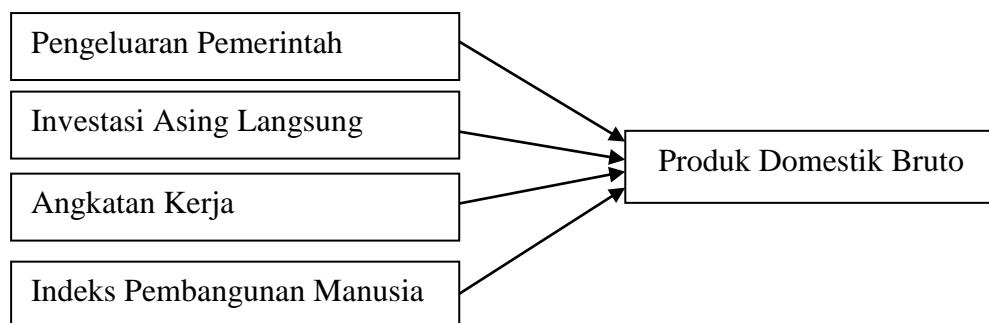 Pengeluaran Pemerintah
Investasi Asing Langsung
Produk Domestik Bruto
Angkatan Kerja
Indeks Pembangunan Manusia